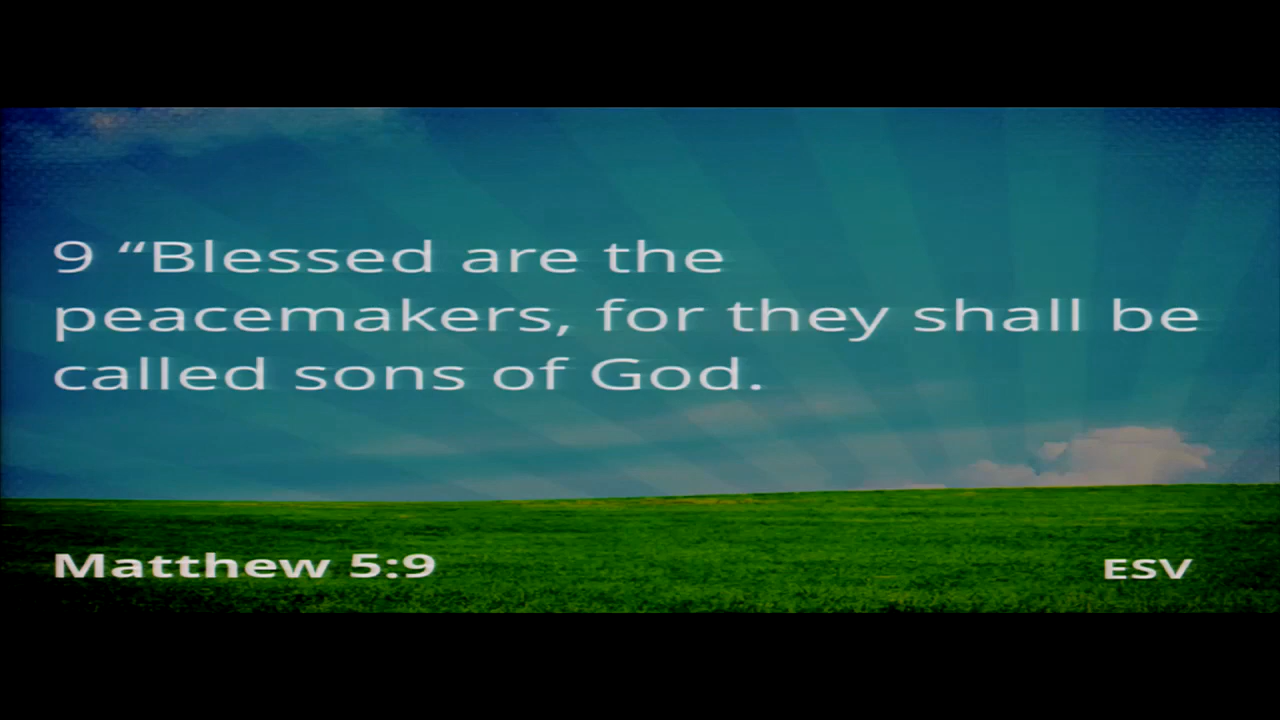 9 “Blessed are the
peacemakers, for they shall be
called sons of God.
Matthew 5:9
ESV